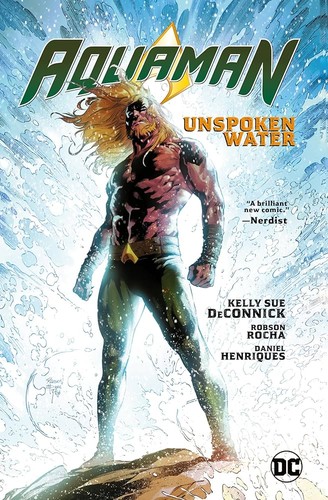 AQUAMAN
UNSPOKEN
WATER
"A brilliant
new comic."
—Nerdist
KELLY SUE
DeCONNICK
ROBSON
ROCHA
DANIEL
HENRIQUES
DC